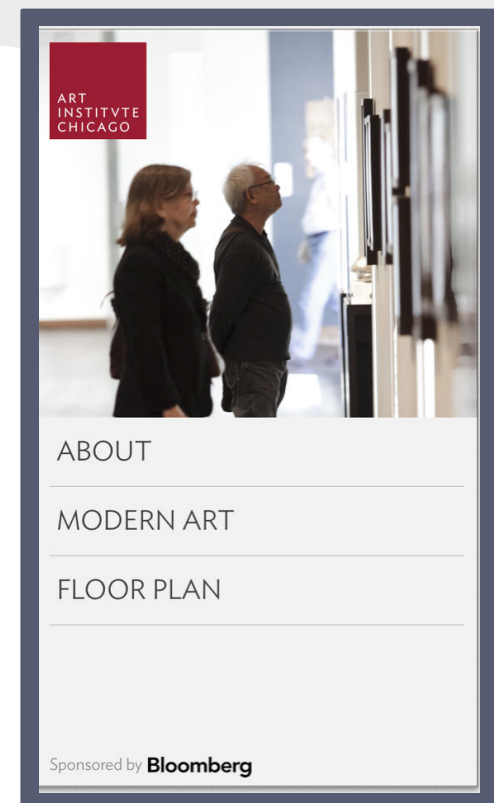 ART
INSTITVTE
CHICAGO
ABOUT
MODERN ART
FLOOR PLAN
Sponsored by Bloomberg